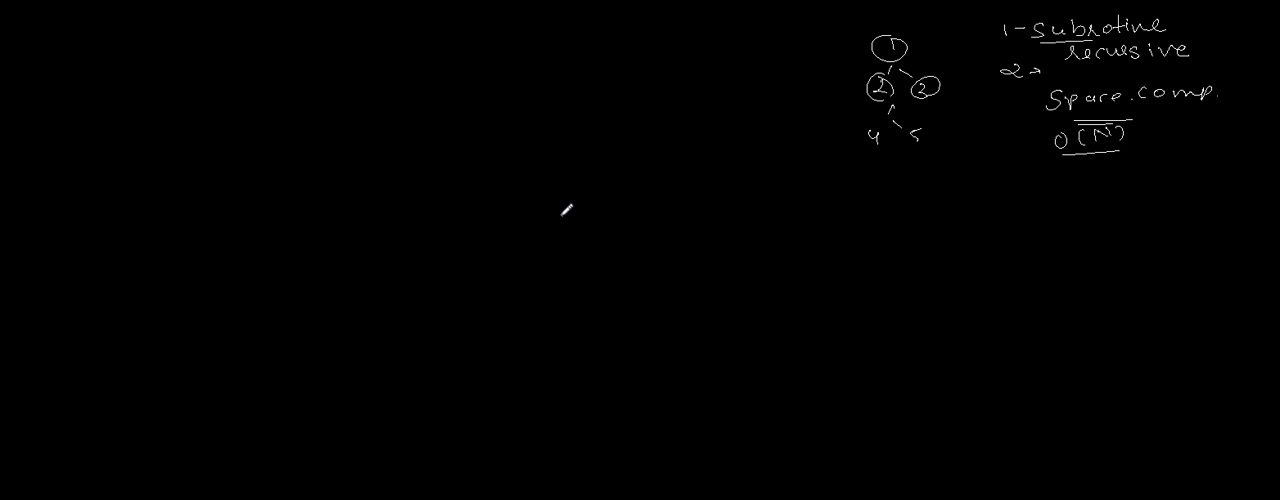 1
2 3
4 5
1- subrotine
recursive
2 →
Space.comp.
O(N)